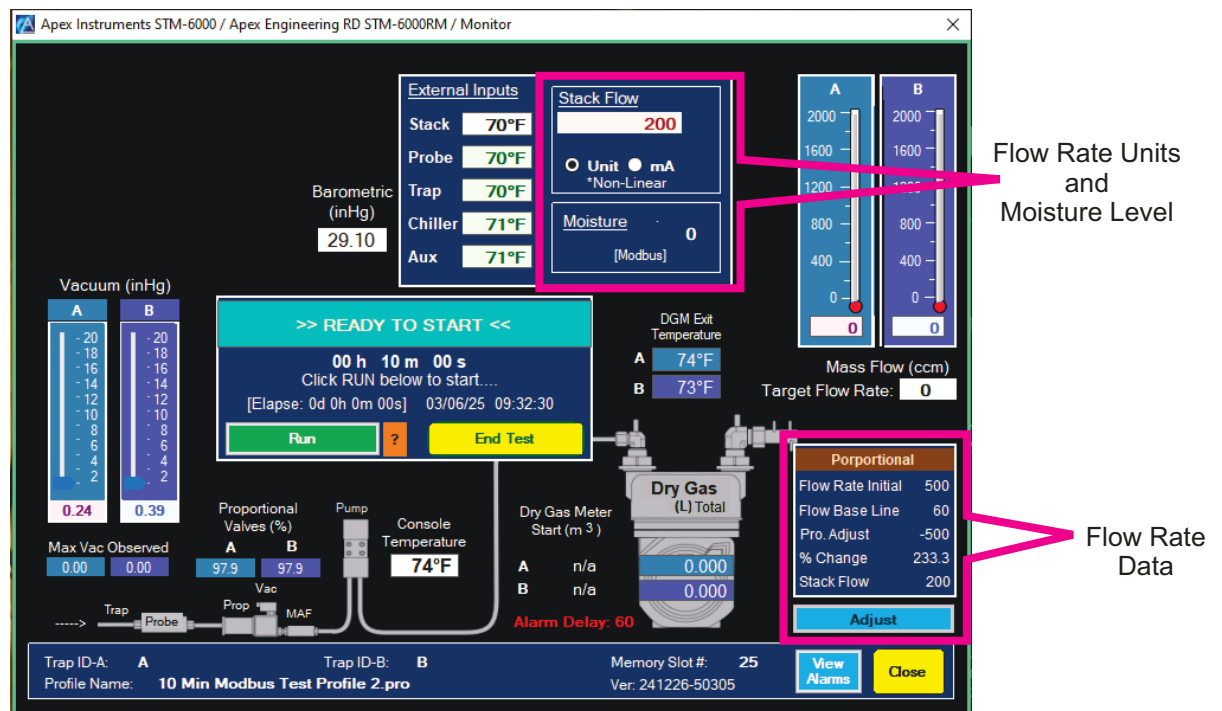 Apex Instruments STM-6000 / Apex Engineering RD STM-6000RM / Monitor
External Inputs
Stack 70°F
Probe 70°F
Trap 70°F
Chiller 71°F
Aux 71°F
Stack Flow
200
Unit mA
*Non-Linear
Moisture
0
[Modbus]
Barometric
(inHg)
29.10
A B
2000 2000
1600 1600
1200
800 800
400 400
0 0
0 0
Mass Flow (ccm)
Target Flow Rate: 0
Flow Rate Units
and
Moisture Level
Vacuum (inHg)
A B
- 20 - 20
- 18 - 18
- 16 - 16
- 14 - 14
- 12 - 12
- 10 - 10
- 8 - 8
- 6 - 6
- 4 - 4
- 2 - 2
0.24 0.39
Max Vac Observed
0.00 0.00
>> READY TO START <<
00 h 10 m 00 s
Click RUN below to start....
[Elapse: 0d 0h 0m 00s] 03/06/25 09:32:30
Run ? End Test
DGM Exit
Temperature
A 74°F
B 73°F
Proportional
Valves (%)
A B
97.9 97.9
Pump
Console
Temperature
74°F
Vac
Trap
Prop
MAF
----->
Probe
Dry Gas Meter
Start (m 3 )
A n/a
B n/a
Dry Gas
(L) Total
0.000
0.000
Alarm Delay: 60
Porportional
Flow Rate Initial 500
Flow Base Line 60
Pro. Adjust -500
% Change 233.3
Stack Flow 200
Adjust
Flow Rate
Data
Trap ID-A: A Trap ID-B: B Memory Slot #: 25
Profile Name: 10 Min Modbus Test Profile 2.pro Ver: 241226-50305
View
Alarms
Close